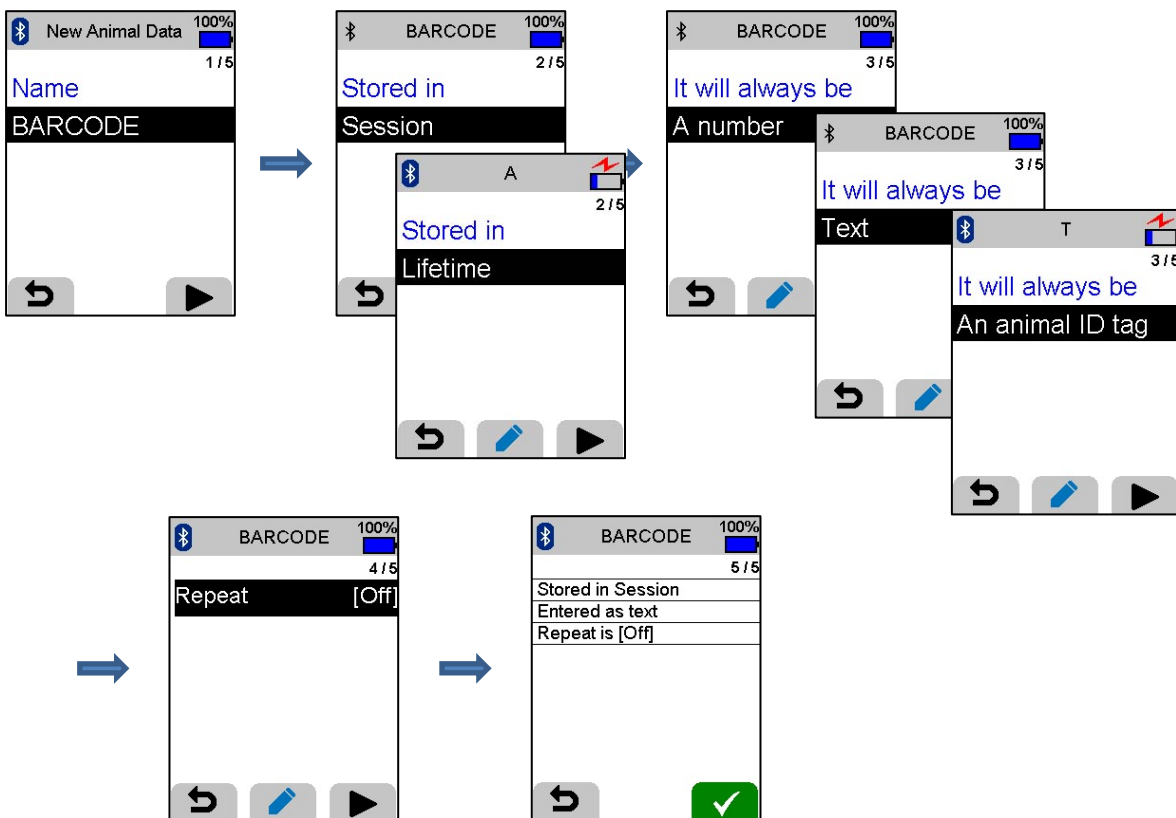 New Animal Data 100%
1/5
Name
BARCODE
BARCODE 100%
2/5
Stored in
Session
A
2/5
Stored in
Lifetime
BARCODE 100%
3/5
It will always be
A number
BARCODE 100%
3/5
It will always be
Text
T
3/5
It will always be
An animal ID tag
BARCODE 100%
4/5
Repeat [Off]
BARCODE 100%
5/5
Stored in Session
Entered as text
Repeat is [Off]